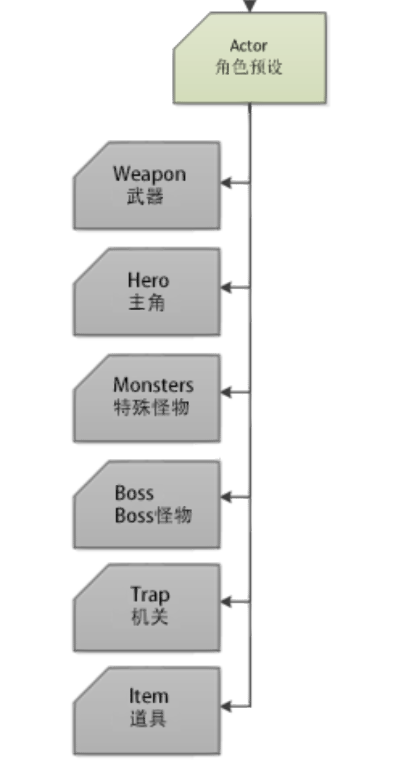 Actor
角色预设
Weapon
武器
Hero
主角
Monsters
特殊怪物
Boss
Boss怪物
Trap
机关
Item
道具